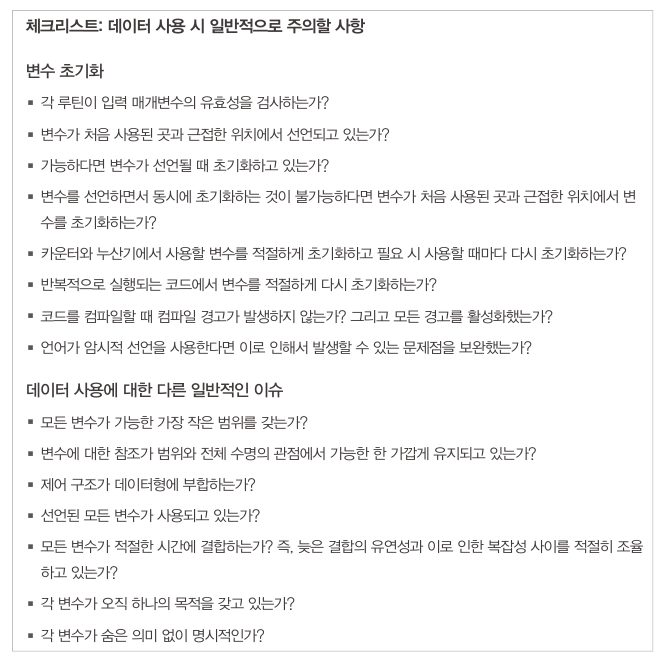 체크리스트: 데이터 사용 시 일반적으로 주의할 사항
변수 초기화
▪ 각 루틴이 입력 매개변수의 유효성을 검사하는가?
▪ 변수가 처음 사용된 곳과 근접한 위치에서 선언되고 있는가?
▪ 가능하다면 변수가 선언될 때 초기화하고 있는가?
▪ 변수를 선언하면서 동시에 초기화하는 것이 불가능하다면 변수가 처음 사용된 곳과 근접한 위치에서 변
수를 초기화하는가?
▪ 카운터와 누산기에서 사용할 변수를 적절하게 초기화하고 필요 시 사용할 때마다 다시 초기화하는가?
▪ 반복적으로 실행되는 코드에서 변수를 적절하게 다시 초기화하는가?
▪ 코드를 컴파일할 때 컴파일 경고가 발생하지 않는가? 그리고 모든 경고를 활성화했는가?
▪ 언어가 암시적 선언을 사용한다면 이로 인해서 발생할 수 있는 문제점을 보완했는가?
데이터 사용에 대한 다른 일반적인 이슈
▪ 모든 변수가 가능한 가장 작은 범위를 갖는가?
▪ 변수에 대한 참조가 범위와 전체 수명의 관점에서 가능한 한 가깝게 유지되고 있는가?
▪ 제어 구조가 데이터형에 부합하는가?
▪ 선언된 모든 변수가 사용되고 있는가?
▪ 모든 변수가 적절한 시간에 결합하는가? 즉, 늦은 결합의 유연성과 이로 인한 복잡성 사이를 적절히 조율
하고 있는가?
▪ 각 변수가 오직 하나의 목적을 갖고 있는가?
▪ 각 변수가 숨은 의미 없이 명시적인가?